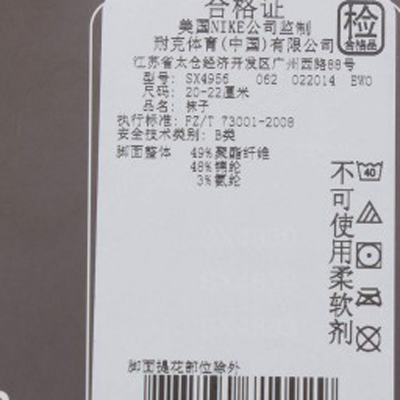 合格证
检
合格品
美国NIKE公司监制
耐克体育(中国)有限公司
江苏省太仓经济开发区广州西路88号
型号: SX4956 062 022014 EWO
尺码: 20-22厘米
品名: 袜子
执行标准: FZ/T 73001-2008
安全技术类别: B类
脚面整体 49%聚酯纤维
48%锦纶
3%氨纶
不可使用柔软剂
40
脚面提花部位除外